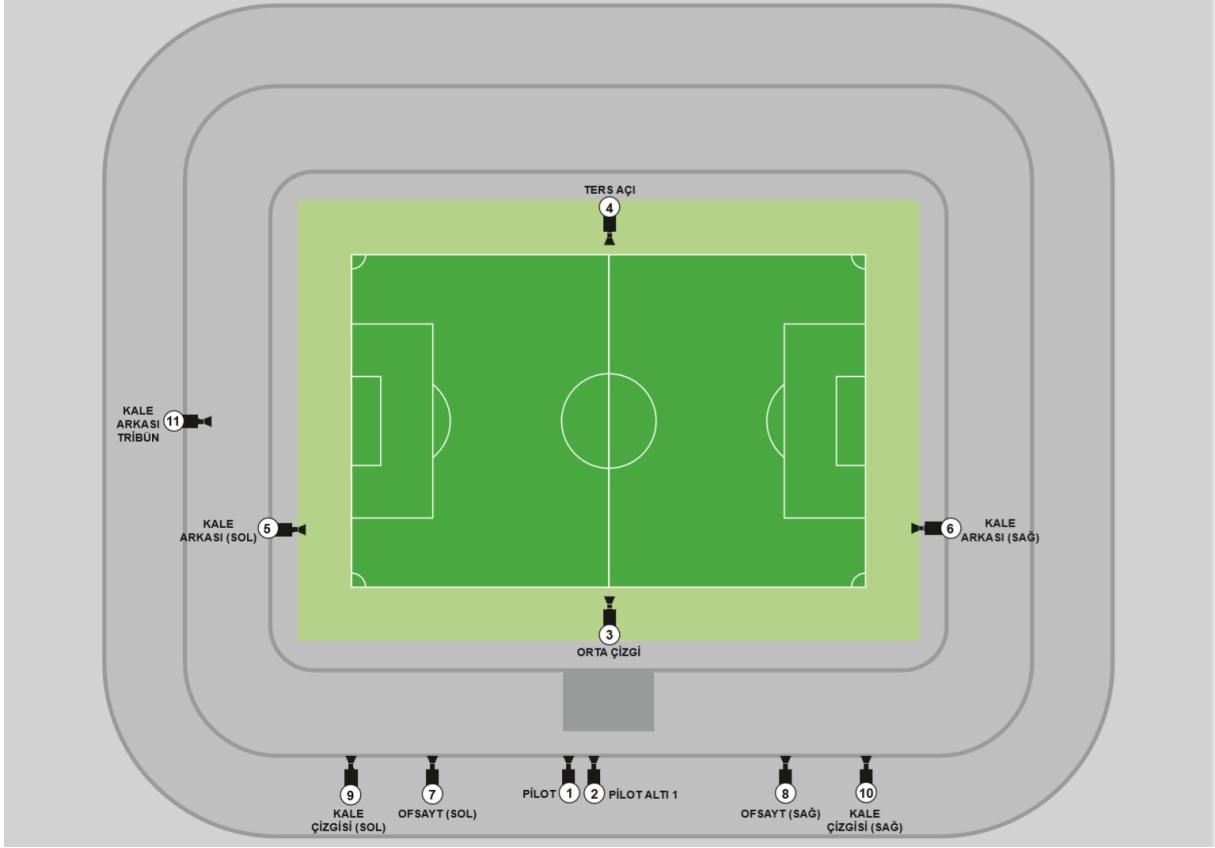 TERS AÇI
4
KALE
ARKASI
TRİBÜN
11
KALE
ARKASI (SOL)
5
6
KALE
ARKASI (SAĞ)
3
ORTA ÇİZGİ
9
KALE
ÇİZGİSİ (SOL)
7
OFSAYT (SOL)
PİLOT 1
2 PİLOT ALTI 1
8
OFSAYT (SAĞ)
10
KALE
ÇİZGİSİ (SAĞ)